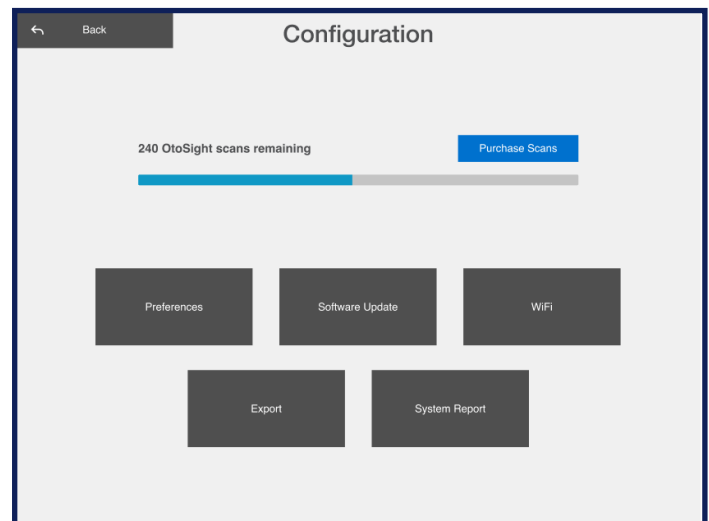 Back
Configuration
240 OtoSight scans remaining
Purchase Scans
Preferences
Software Update
WiFi
Export
System Report